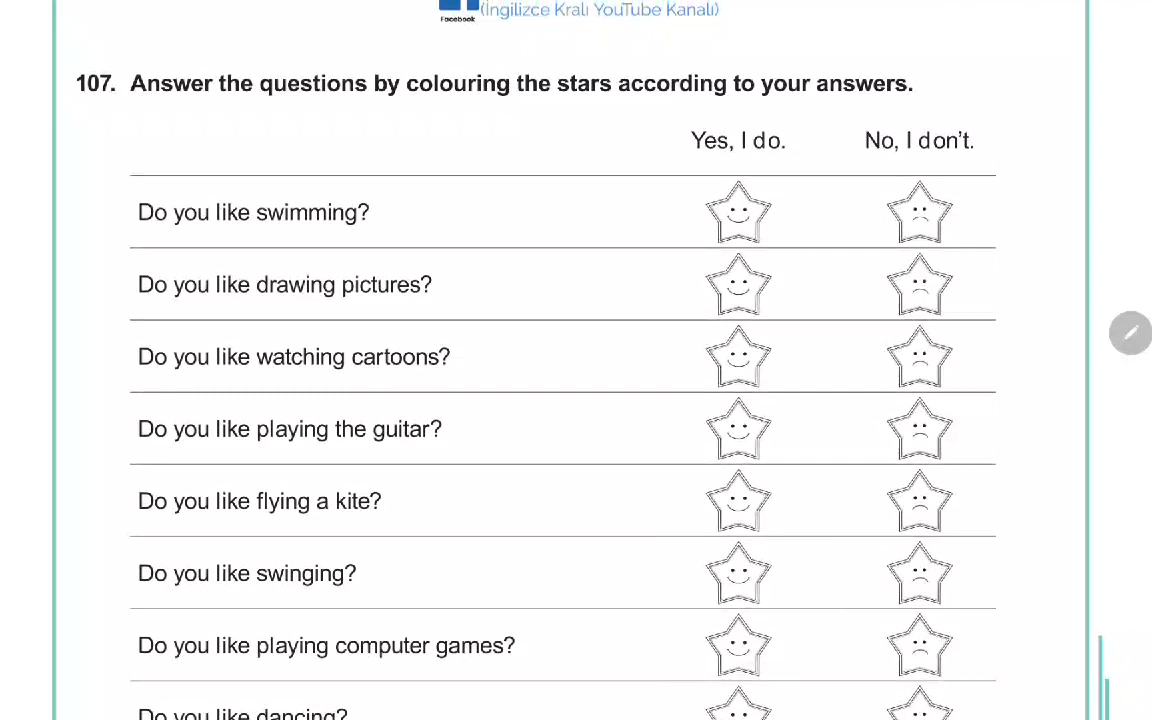 Facebook
(İngilizce Kralı YouTube Kanalı)
107. Answer the questions by colouring the stars according to your answers.
Yes, I do. No, I don't.
Do you like swimming?
Do you like drawing pictures?
Do you like watching cartoons?
Do you like playing the guitar?
Do you like flying a kite?
Do you like swinging?
Do you like playing computer games?
Do you like dancing?